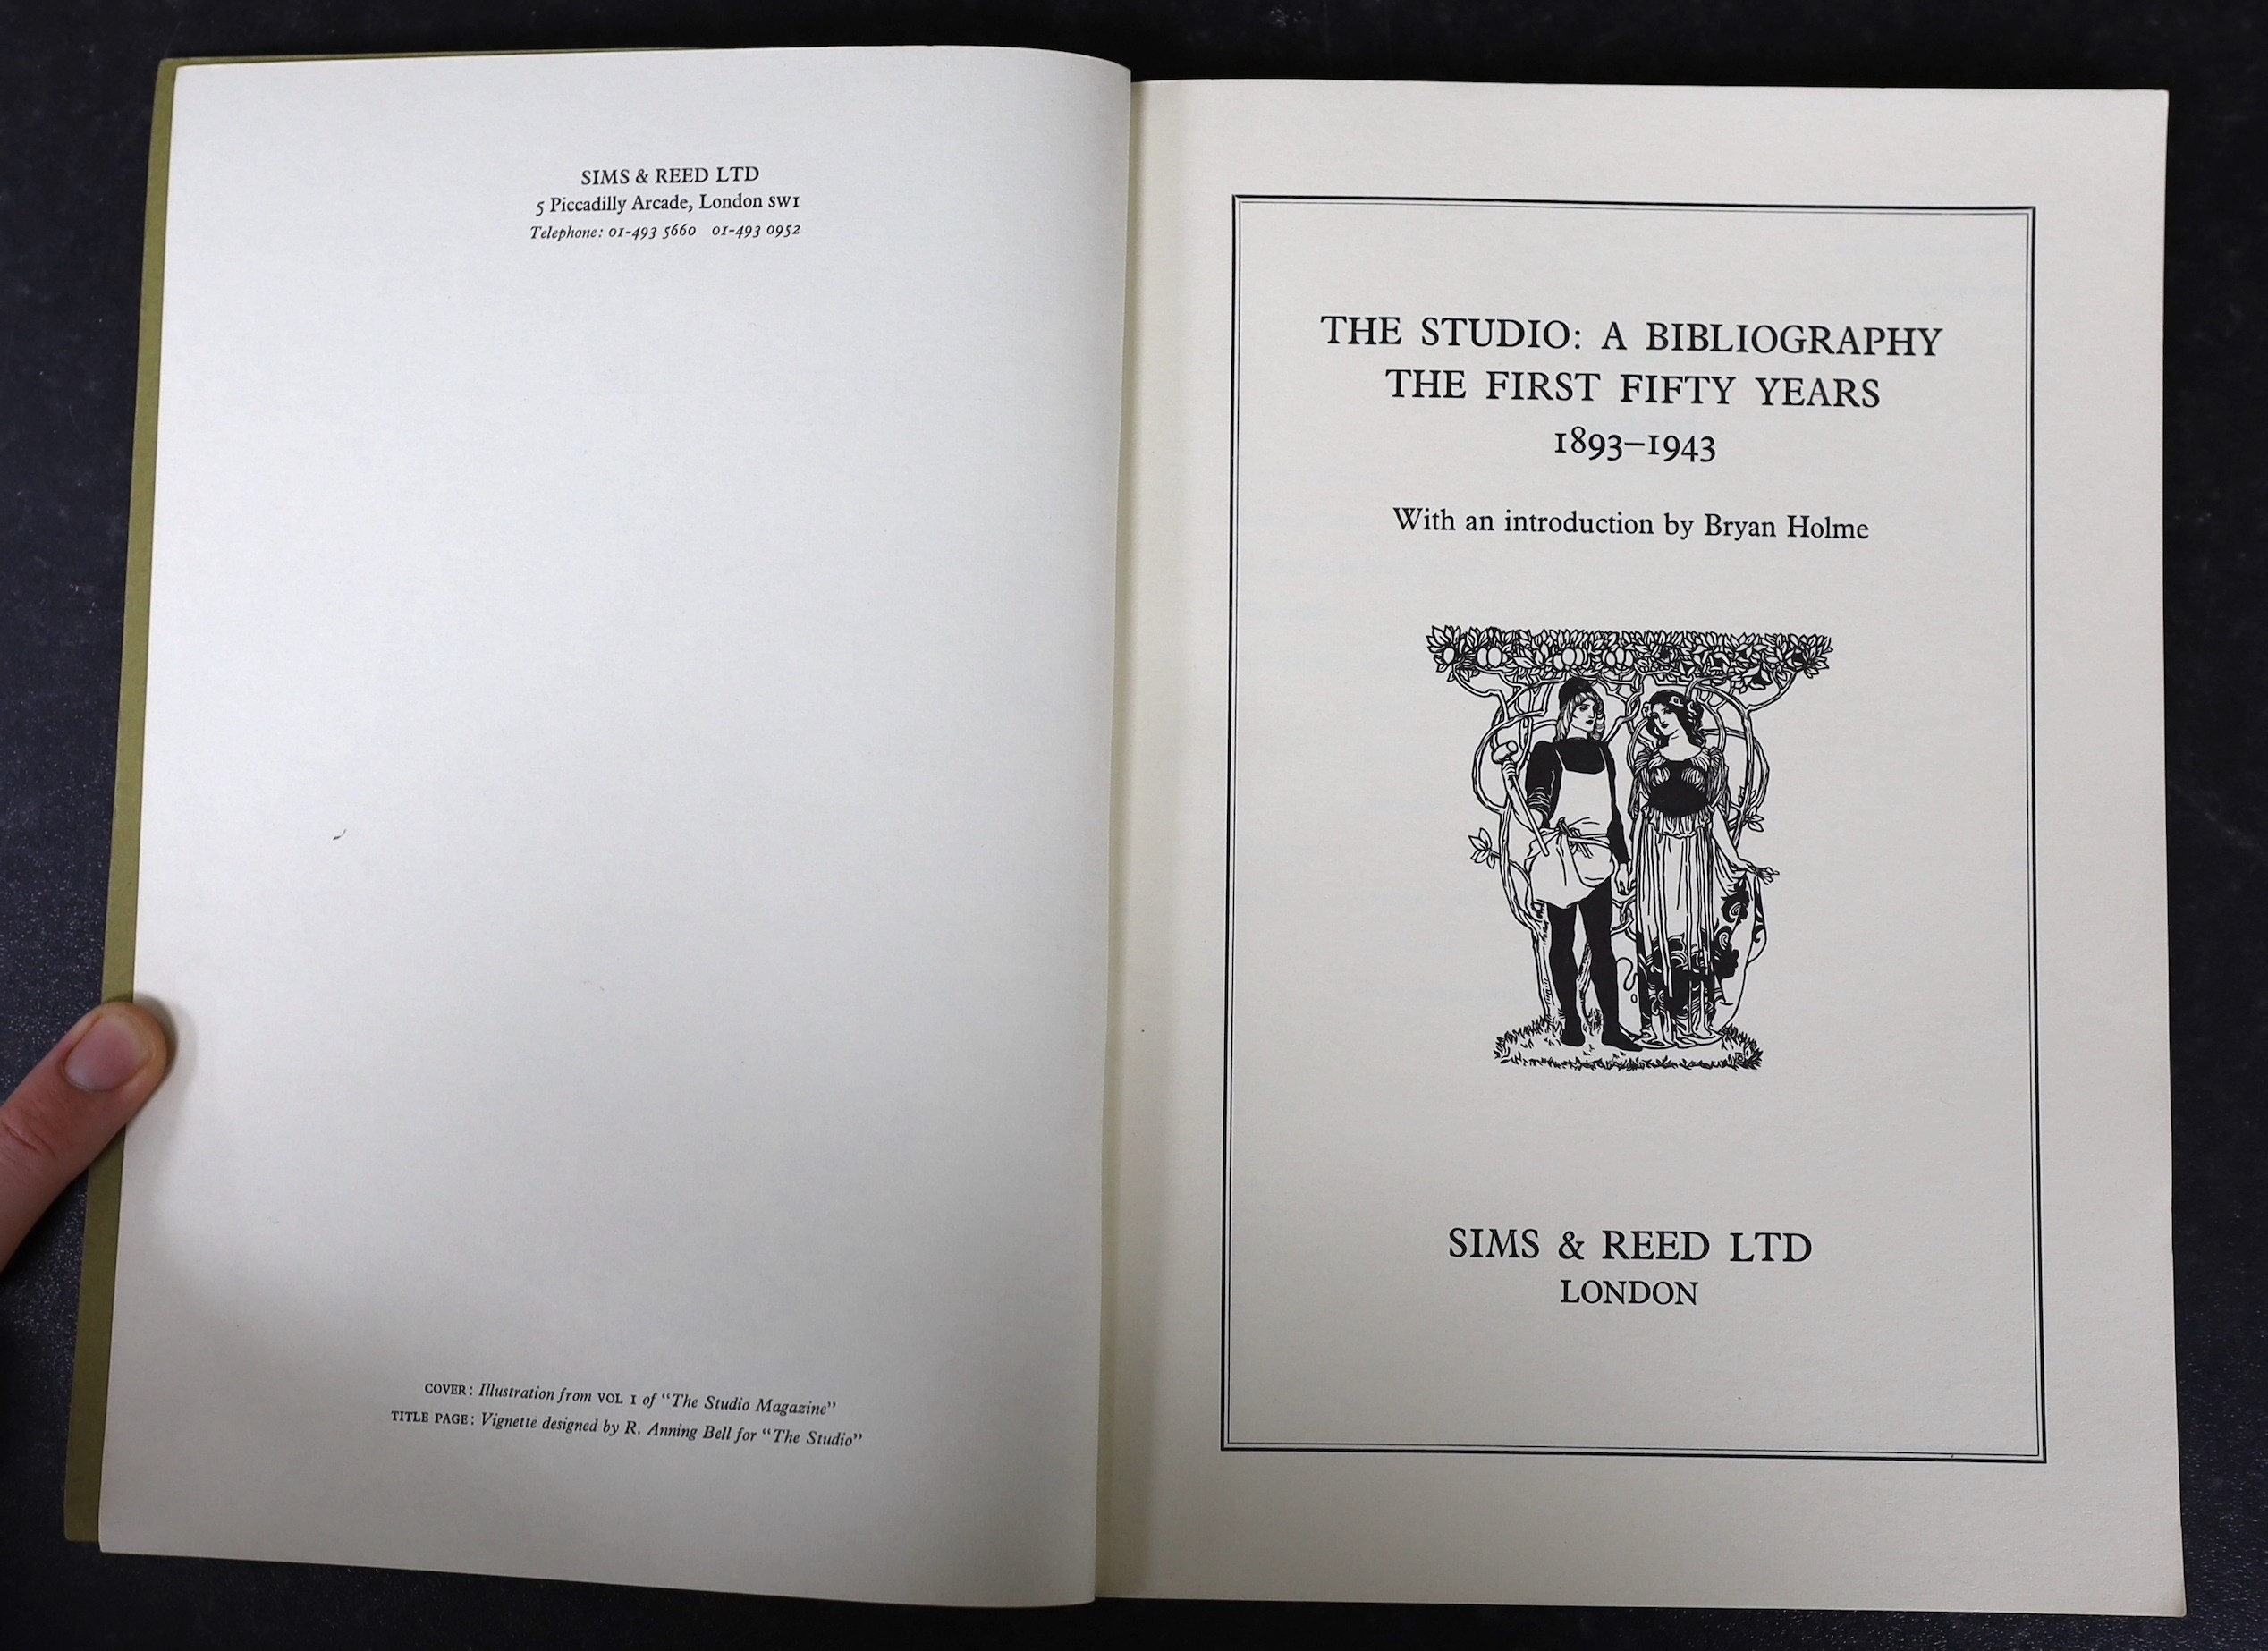 SIMS & REED LTD
5 Piccadilly Arcade, London SW1
Telephone: 01-493 5660 01-493 0952
COVER: Illustration from VOL 1 of "The Studio Magazine"
TITLE PAGE: Vignette designed by R. Anning Bell for "The Studio"
THE STUDIO: A BIBLIOGRAPHY
THE FIRST FIFTY YEARS
1893–1943
With an introduction by Bryan Holme
SIMS & REED LTD
LONDON